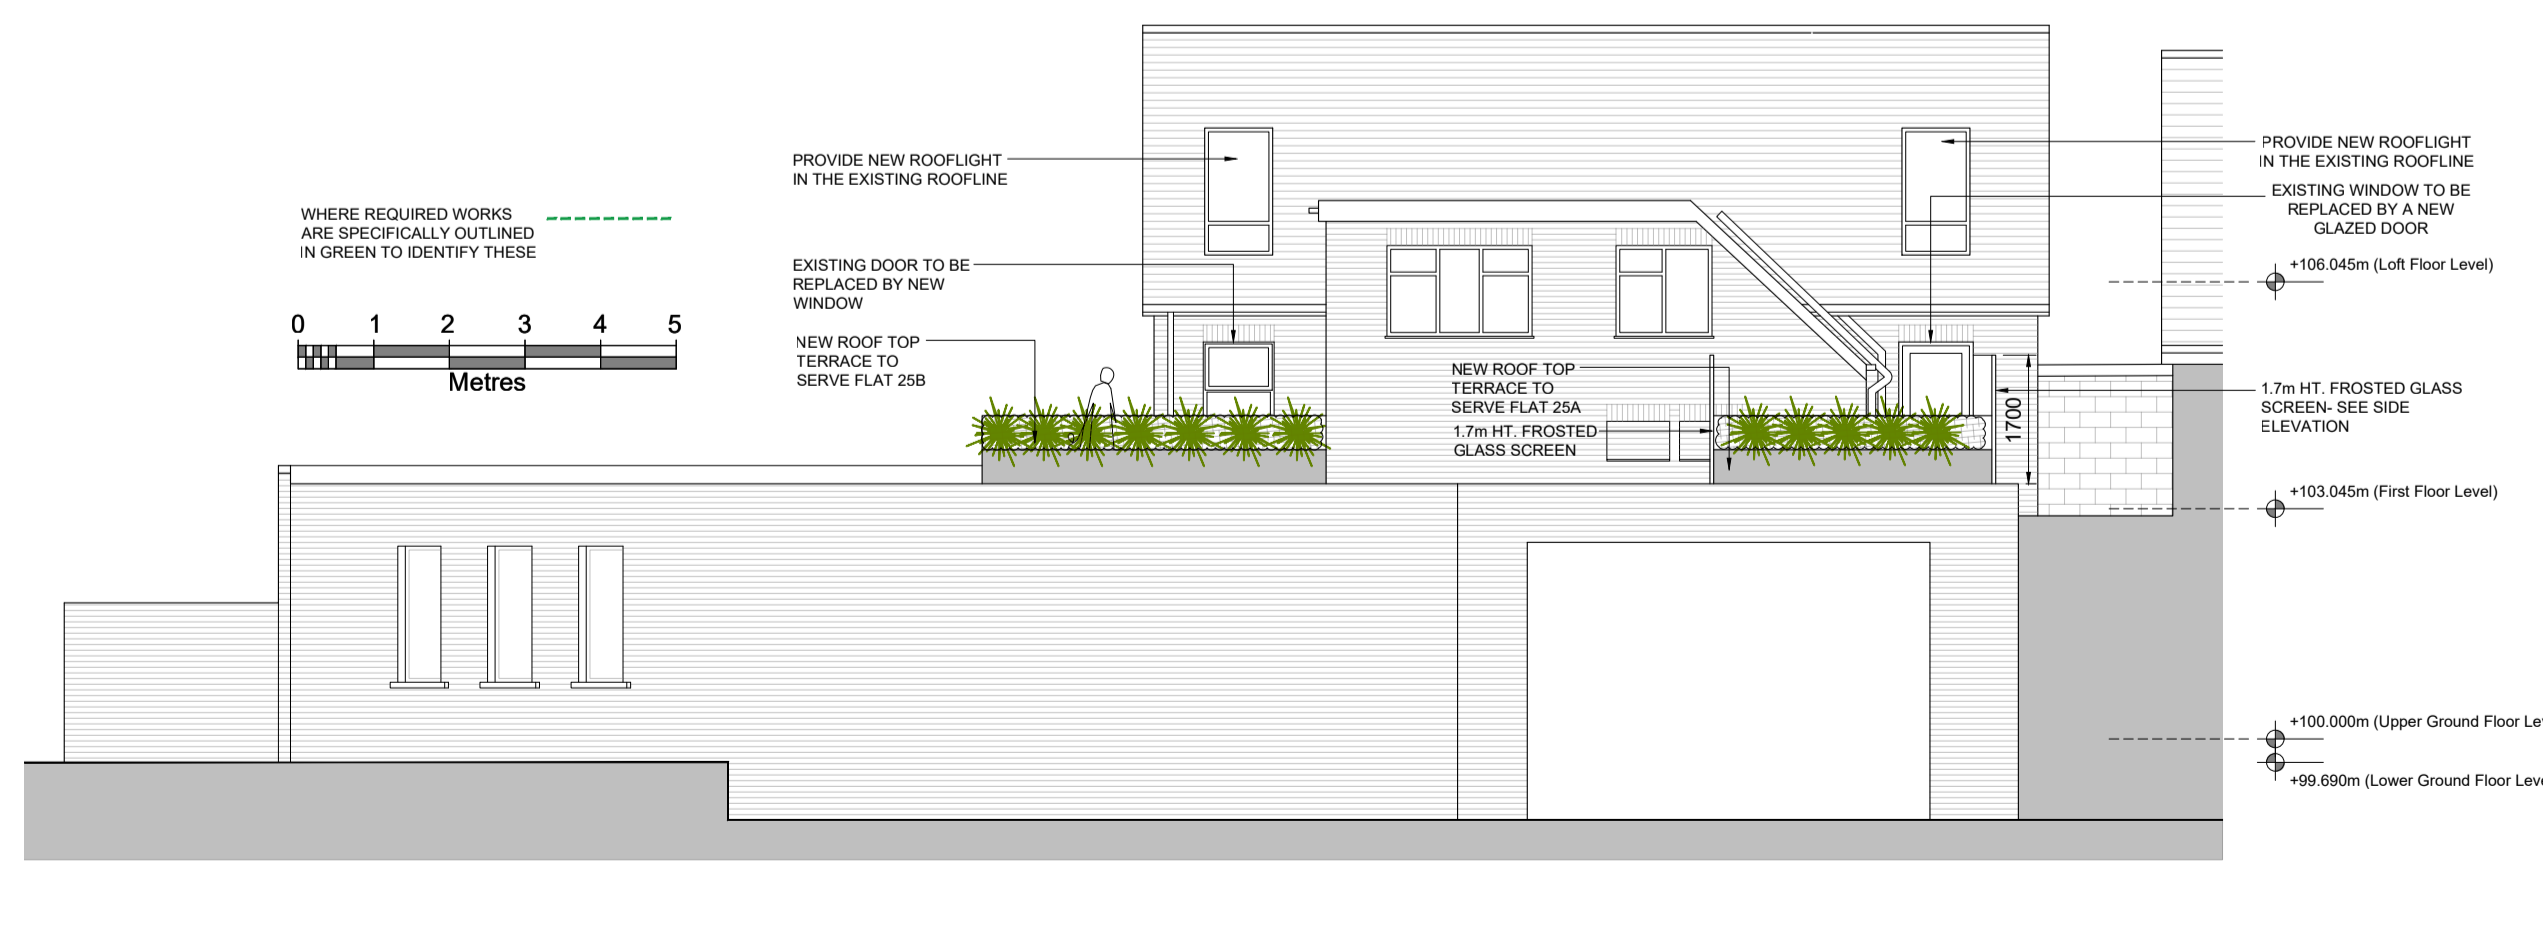 PROVIDE NEW ROOFLIGHT
IN THE EXISTING ROOFLINE
WHERE REQUIRED WORKS
ARE SPECIFICALLY OUTLINED
IN GREEN TO IDENTIFY THESE
0 1 2 3 4 5
Metres
EXISTING DOOR TO BE
REPLACED BY NEW
WINDOW
NEW ROOF TOP
TERRACE TO
SERVE FLAT 25B
NEW ROOF TOP
TERRACE TO
SERVE FLAT 25A
1.7m HT. FROSTED
GLASS SCREEN
1700
PROVIDE NEW ROOFLIGHT
IN THE EXISTING ROOFLINE
EXISTING WINDOW TO BE
REPLACED BY A NEW
GLAZED DOOR
+106.045m (Loft Floor Level)
1.7m HT. FROSTED GLASS
SCREEN- SEE SIDE
ELEVATION
+103.045m (First Floor Level)
+100.000m (Upper Ground Floor Le
+99.690m (Lower Ground Floor Lev